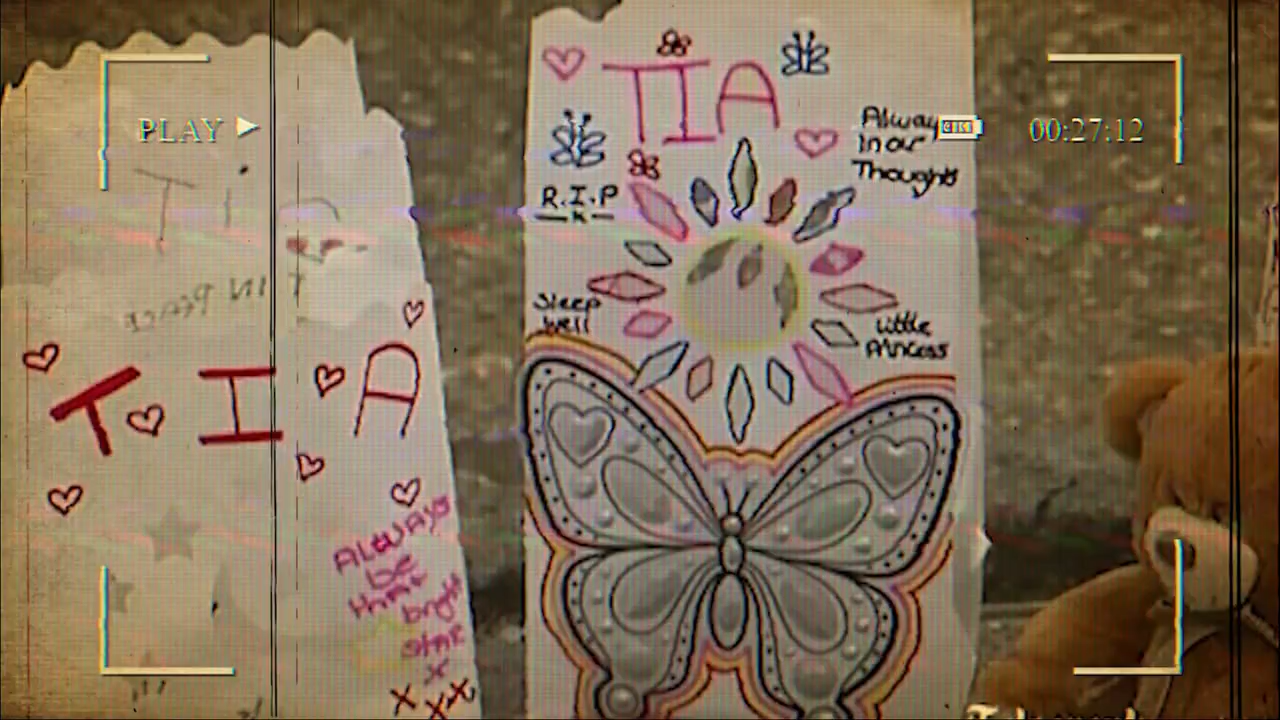 PLAY
00:27:12
TIA
Always
In our
Thoughts
R.I.P
Sleep
Well
Little
Princess
TIA
Always
be
that
bright
star
x
x x x